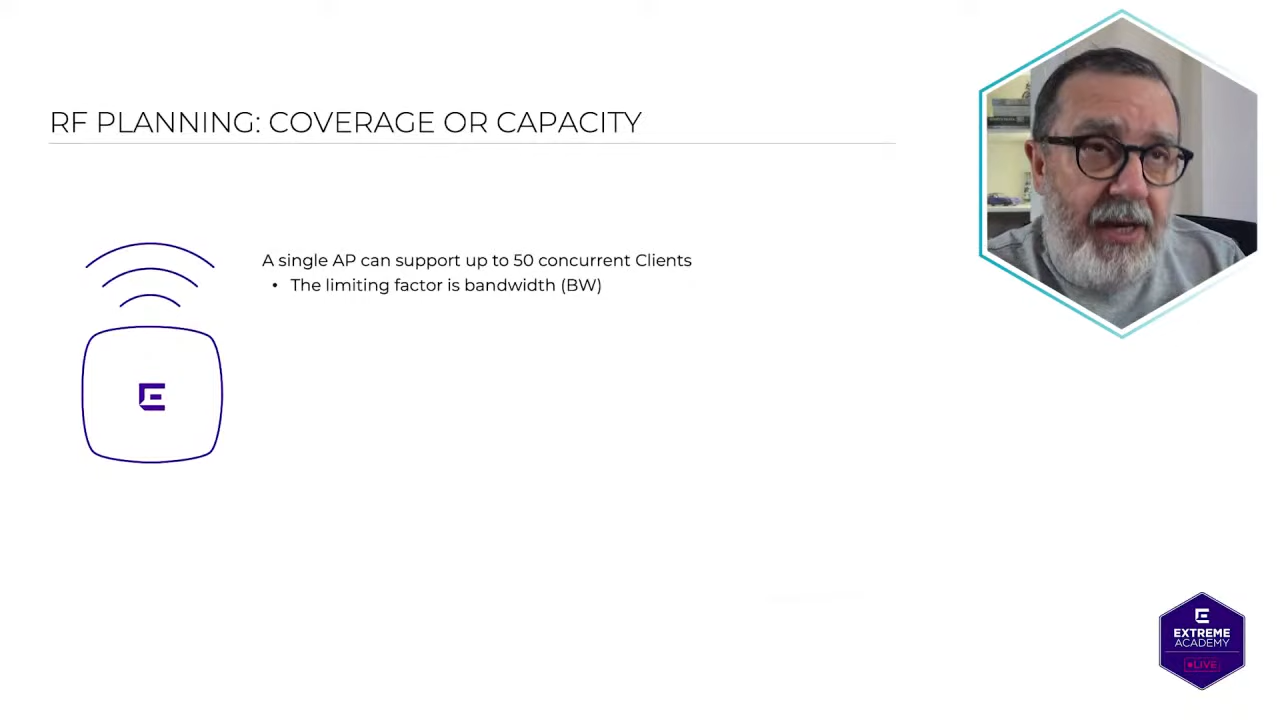 RF PLANNING: COVERAGE OR CAPACITY
A single AP can support up to 50 concurrent Clients
• The limiting factor is bandwidth (BW)
EXTREME
ACADEMY
LIVE